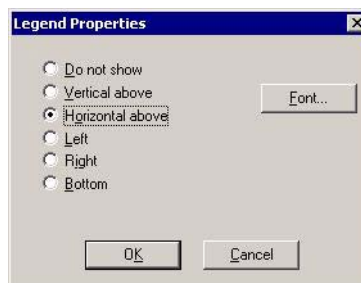 Legend Properties
Do not show
Vertical above
Font...
Horizontal above
Left
Right
Bottom
OK
Cancel